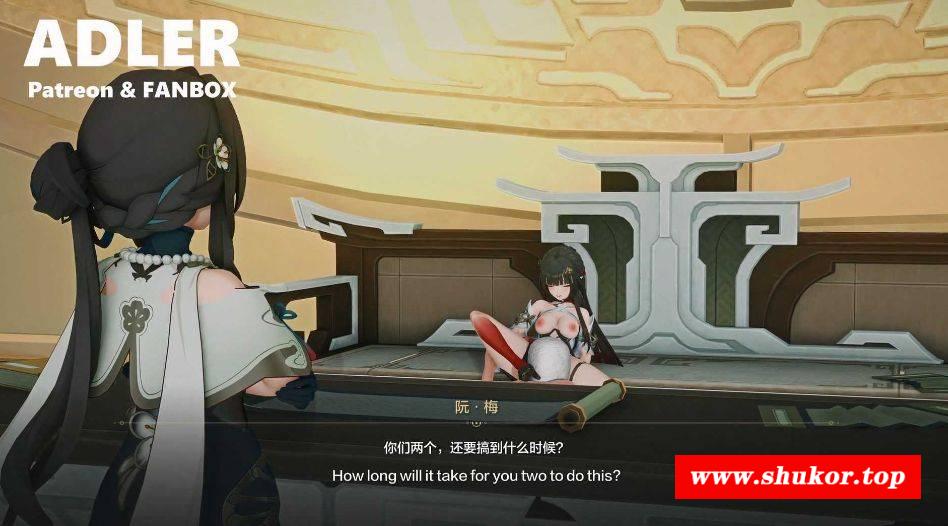 ADLER
Patreon & FANBOX
阮·梅
你们两个，还要搞到什么时候？
How long will it take for you two to do this?
www.shukor.top